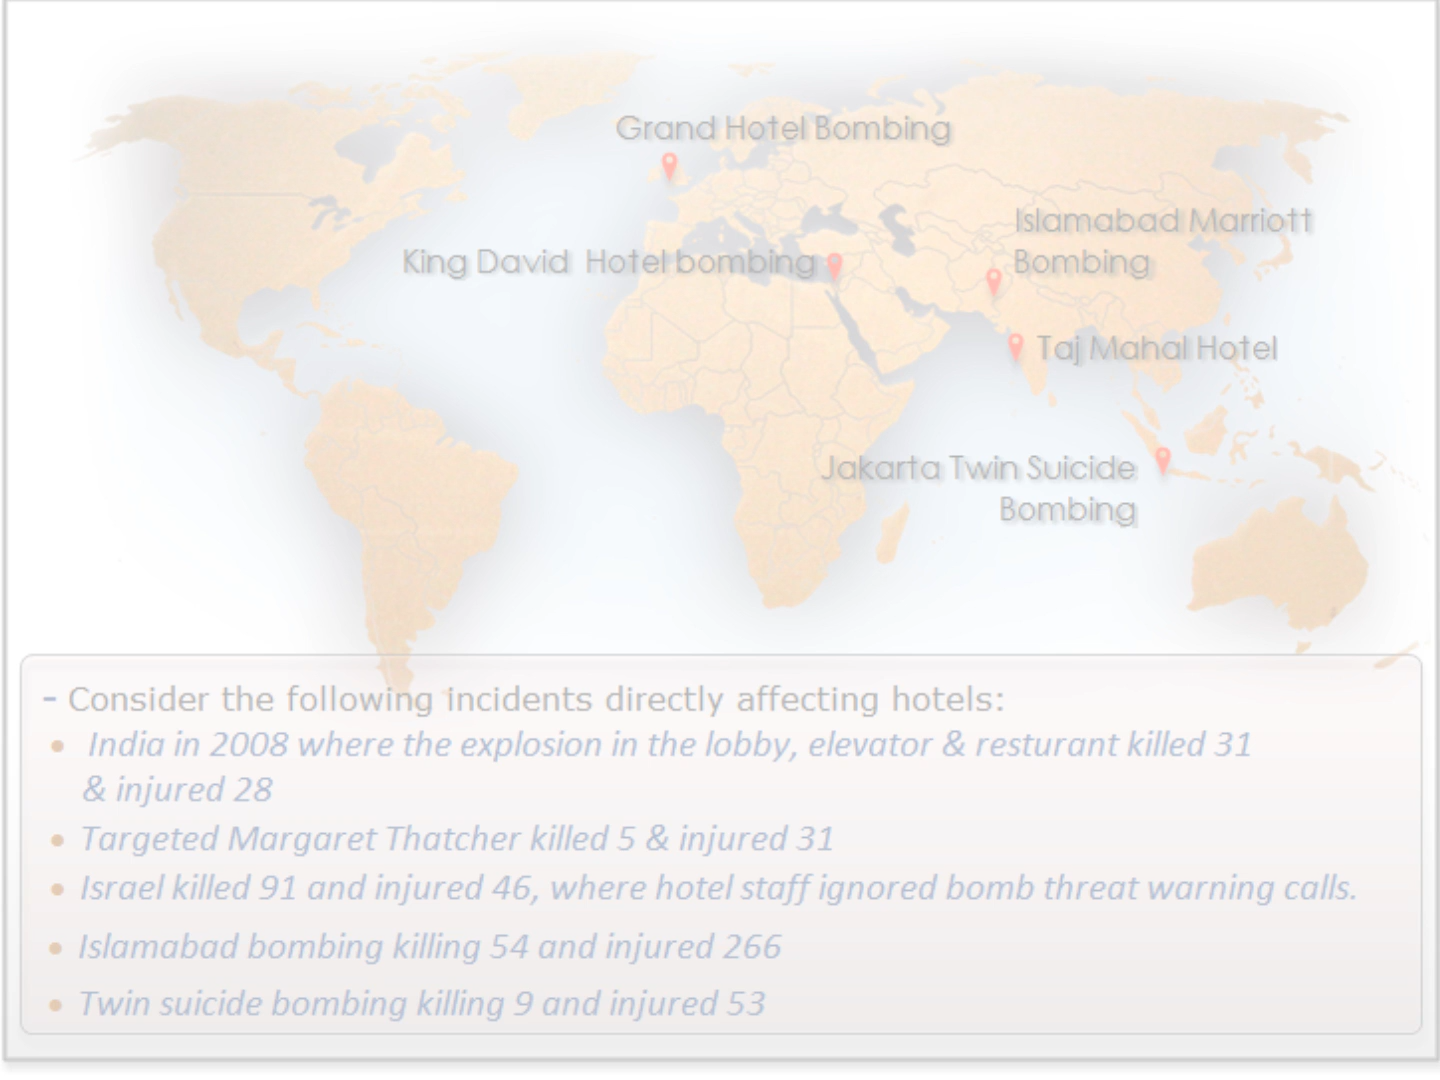 Grand Hotel Bombing
Islamabad Marriott
Bombing
King David Hotel bombing
Taj Mahal Hotel
Jakarta Twin Suicide
Bombing
- Consider the following incidents directly affecting hotels:
• India in 2008 where the explosion in the lobby, elevator & resturant killed 31
& injured 28
• Targeted Margaret Thatcher killed 5 & injured 31
• Israel killed 91 and injured 46, where hotel staff ignored bomb threat warning calls.
• Islamabad bombing killing 54 and injured 266
• Twin suicide bombing killing 9 and injured 53